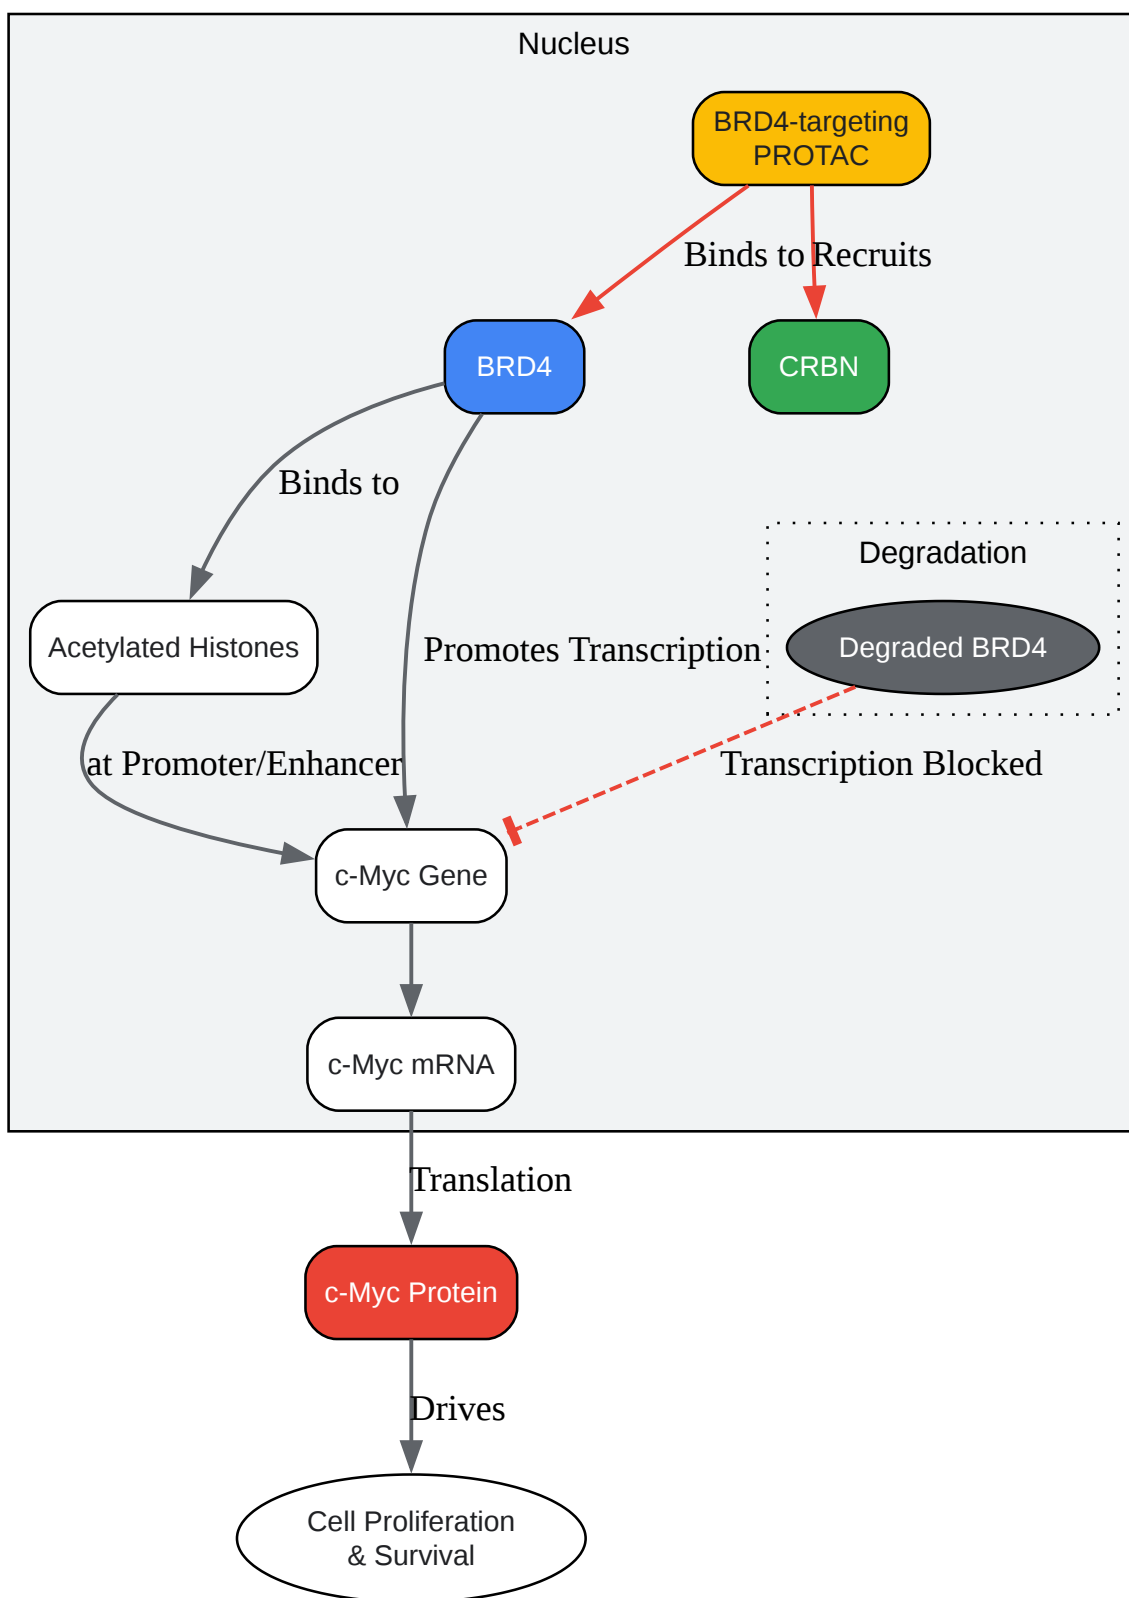 Nucleus
BRD4-targeting
PROTAC
Binds to
Recruits
BRD4
CRBN
Binds to
Degradation
Acetylated Histones
Promotes Transcription
Degraded BRD4
at Promoter/Enhancer
Transcription Blocked
c-Myc Gene
c-Myc mRNA
Translation
c-Myc Protein
Drives
Cell Proliferation
& Survival